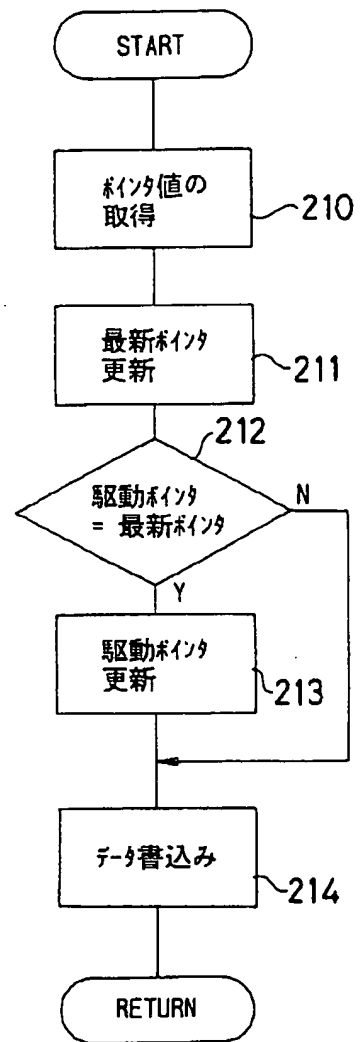 START
ﾎﾟｲﾝﾀ値の
取得
210
最新ﾎﾟｲﾝﾀ
更新
211
212
駆動ﾎﾟｲﾝﾀ
= 最新ﾎﾟｲﾝﾀ
N
Y
駆動ﾎﾟｲﾝﾀ
更新
213
ﾃﾞｰﾀ書込み
214
RETURN